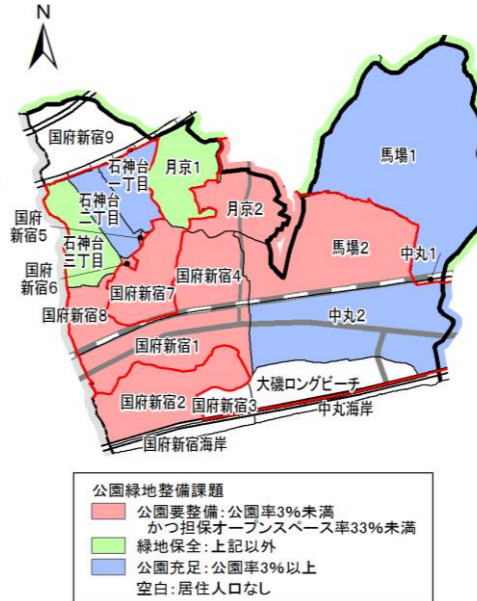 N
国府新宿9
石神台
一丁目
月京1
馬場1
石神台
二丁目
国府
新宿5
月京2
石神台
三丁目
国府
新宿6
馬場2
中丸1
国府新宿4
国府新宿7
国府新宿8
中丸2
国府新宿1
大磯ロングビーチ
国府新宿2
国府新宿3
中丸海岸
国府新宿海岸
公園緑地整備課題
公園要整備:公園率3%未満
かつ担保オープンスペース率33%未満
緑地保全:上記以外
公園充足:公園率3%以上
空白:居住人口なし